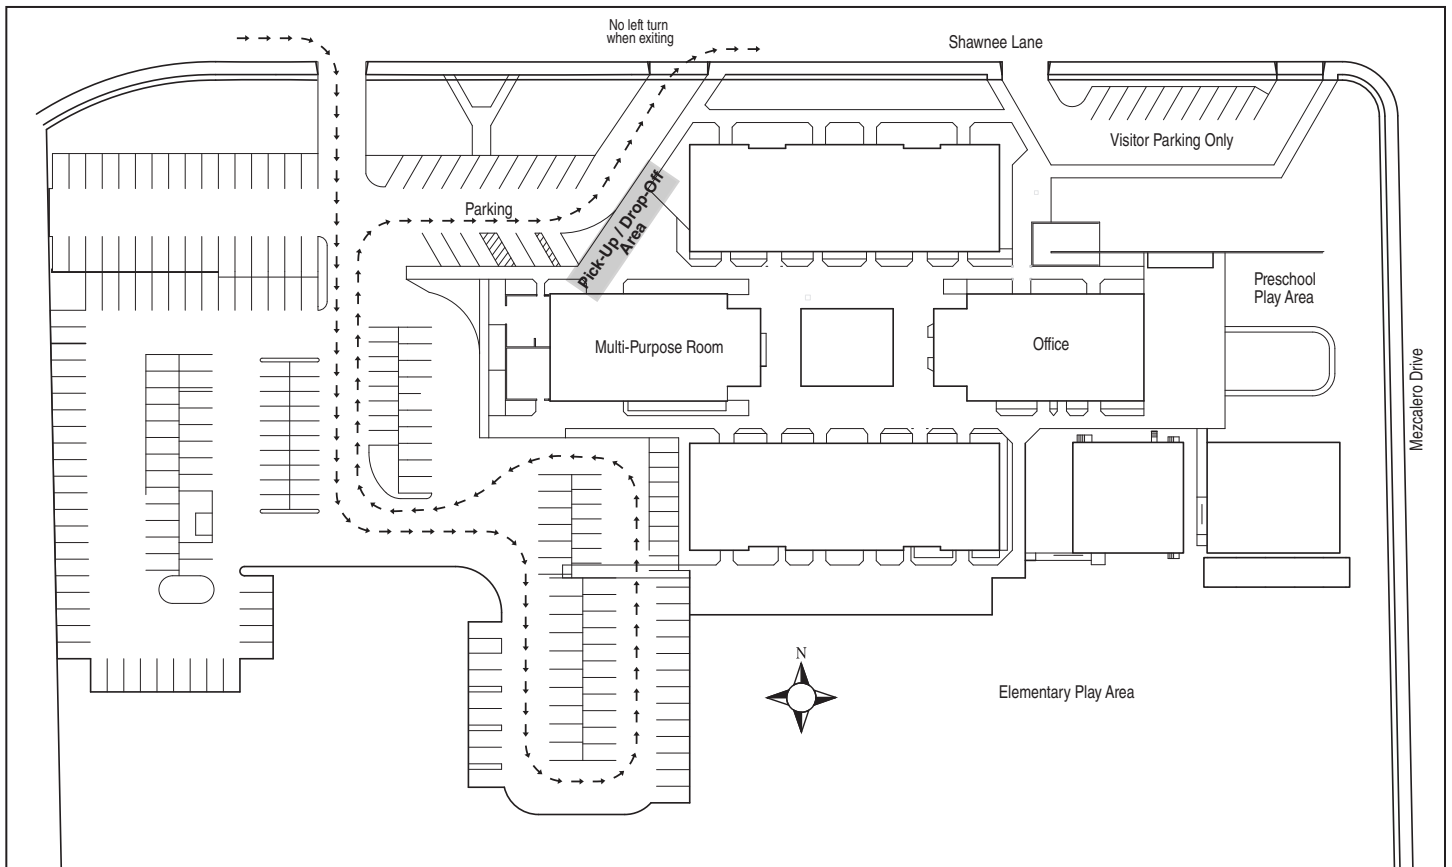 No left turn
when exiting
Shawnee Lane
Visitor Parking Only
Parking
Pick-Up / Drop-Off
Area
Preschool
Play Area
Multi-Purpose Room
Office
Mezcalero Drive
N
Elementary Play Area